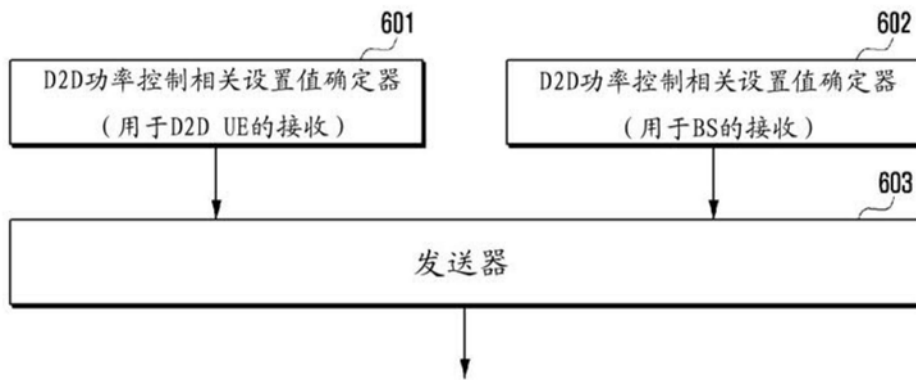 601
602
D2D功率控制相关设置值确定器
（用于D2D UE的接收）
D2D功率控制相关设置值确定器
（用于BS的接收）
603
发送器